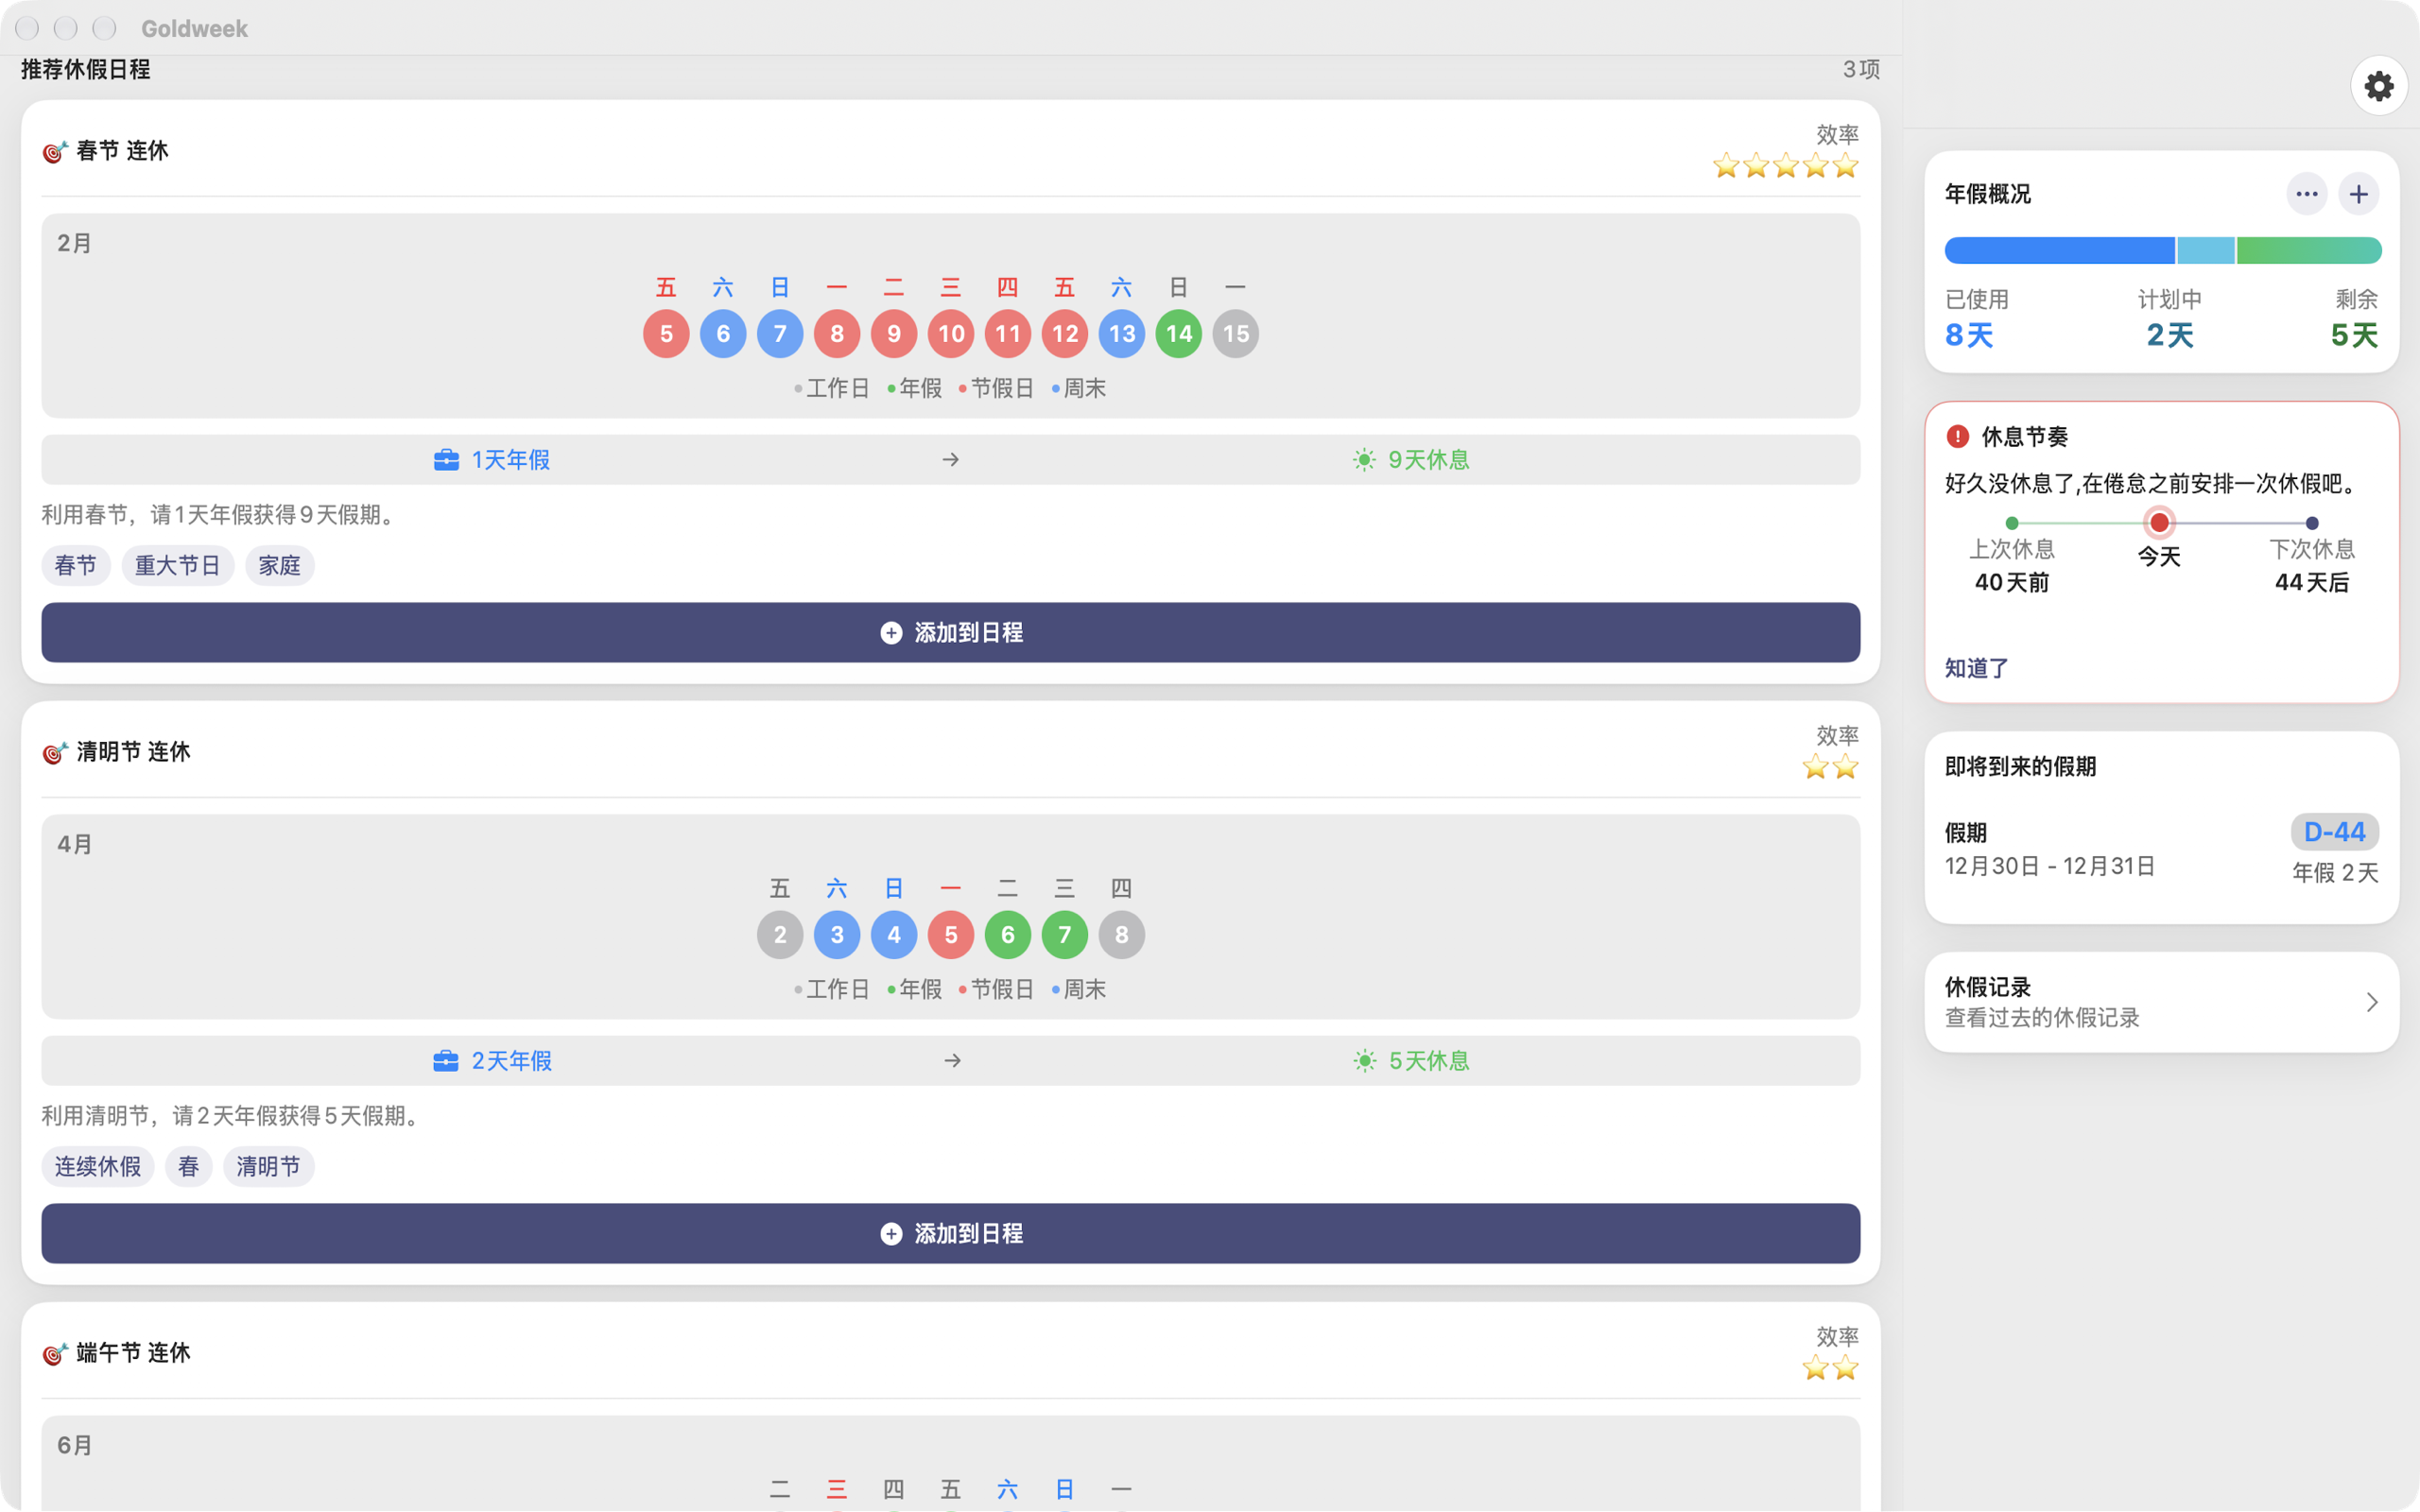 Goldweek
推荐休假日程
3项
春节 连休
效率
2月
五 六 日 一 二 三 四 五 六 日 一
5 6 7 8 9 10 11 12 13 14 15
工作日 年假 节假日 周末
1天年假 → 9天休息
利用春节，请1天年假获得9天假期。
春节 重大节日 家庭
添加到日程
清明节 连休
效率
4月
五 六 日 一 二 三 四
2 3 4 5 6 7 8
工作日 年假 节假日 周末
2天年假 → 5天休息
利用清明节，请2天年假获得5天假期。
连续休假 春 清明节
添加到日程
端午节 连休
效率
6月
二 三 四 五 六 日 一
年假概况
已使用 计划中 剩余
8天 2天 5天
休息节奏
好久没休息了,在倦怠之前安排一次休假吧。
上次休息 今天 下次休息
40天前 44天后
知道了
即将到来的假期
假期 D-44
12月30日 - 12月31日 年假 2天
休假记录
查看过去的休假记录